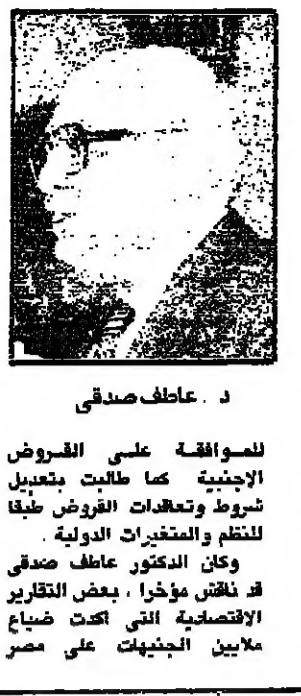 د . عاطف صدقى
للموافقة على القروض
الاجنبية كما طالبت بتعديل
شروط وتعاقدات القروض طبقا
للنظم والمتغيرات الدولية .
وكان الدكتور عاطف صدقى
قد ناقش مؤخرا ، بعض التقارير
الاقتصادية التى اكدت ضياع
ملايين الجنيهات على مصر